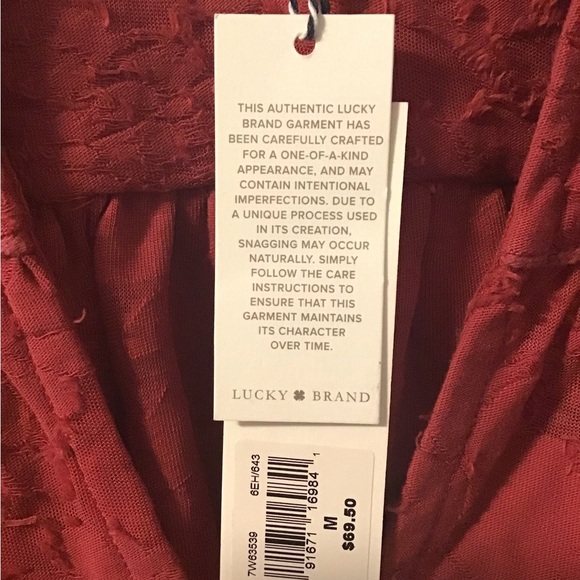 THIS AUTHENTIC LUCKY
BRAND GARMENT HAS
BEEN CAREFULLY CRAFTED
FOR A ONE-OF-A-KIND
APPEARANCE, AND MAY
CONTAIN INTENTIONAL
IMPERFECTIONS. DUE TO
A UNIQUE PROCESS USED
IN ITS CREATION,
SNAGGING MAY OCCUR
NATURALLY. SIMPLY
FOLLOW THE CARE
INSTRUCTIONS TO
ENSURE THAT THIS
GARMENT MAINTAINS
ITS CHARACTER
OVER TIME.
LUCKY BRAND
7W63539 6EH/643
91671 16984 1
M
$69.50